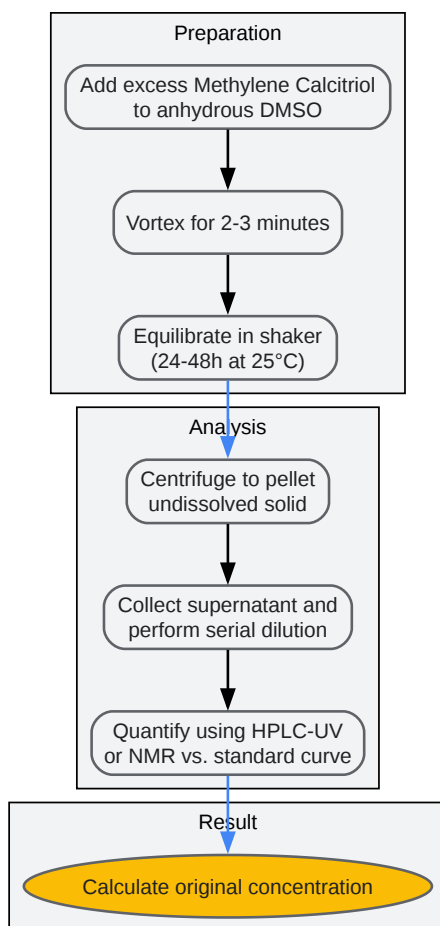 Preparation
Add excess Methylene Calcitriol
to anhydrous DMSO
Vortex for 2-3 minutes
Equilibrate in shaker
(24-48h at 25°C)
Analysis
Centrifuge to pellet
undissolved solid
Collect supernatant and
perform serial dilution
Quantify using HPLC-UV
or NMR vs. standard curve
Result
Calculate original concentration